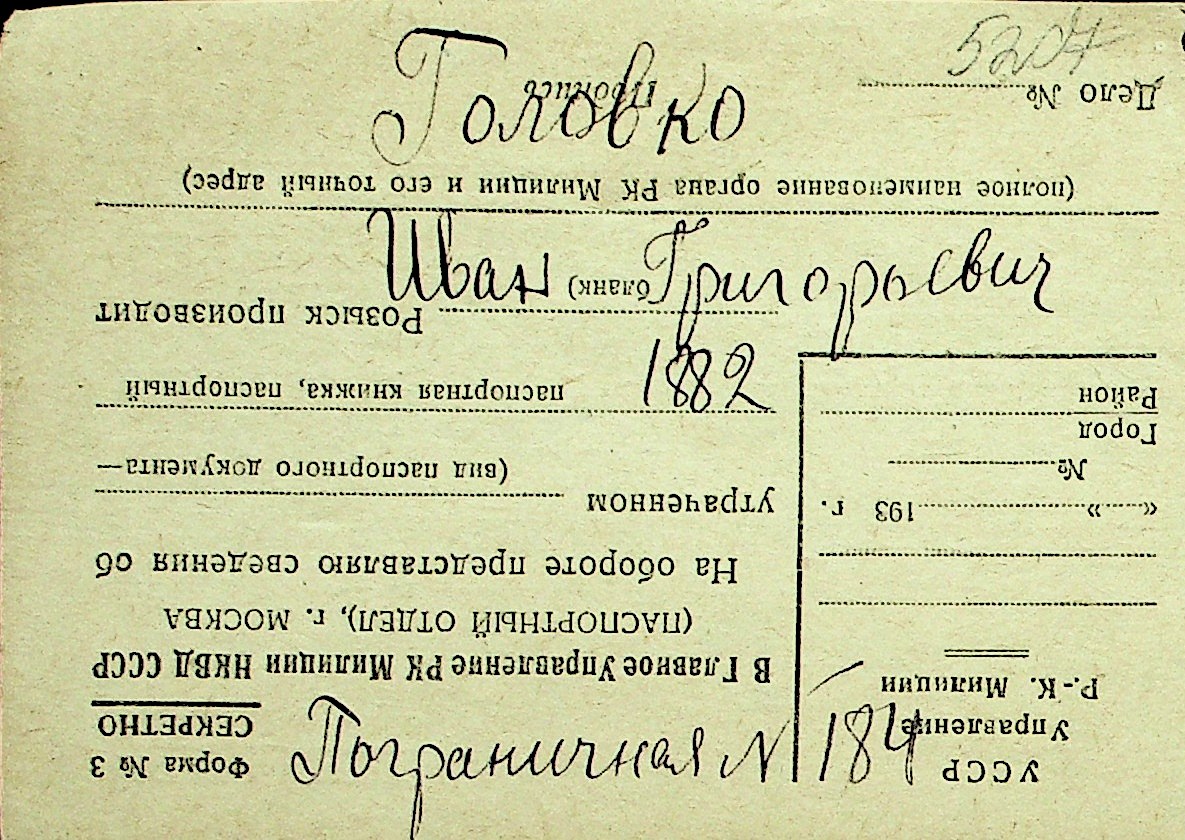 Головко
Иван Григорьевич
1882
Пограничная N 184
УССР
Управление
Р.-К. Милиции
« » 193 г.
№
Город
Район
Форма № 3
СЕКРЕТНО
В Главное Управление РК Милиции НКВД СССР
(ПАСПОРТНЫЙ ОТДЕЛ), г. МОСКВА
На обороте представляю сведения об
утраченном
(вид паспортного документа—
паспортная книжка, паспортный
бланк)
Розыск производит
(полное наименование органа РК Милиции и его точный адрес)
Дело №